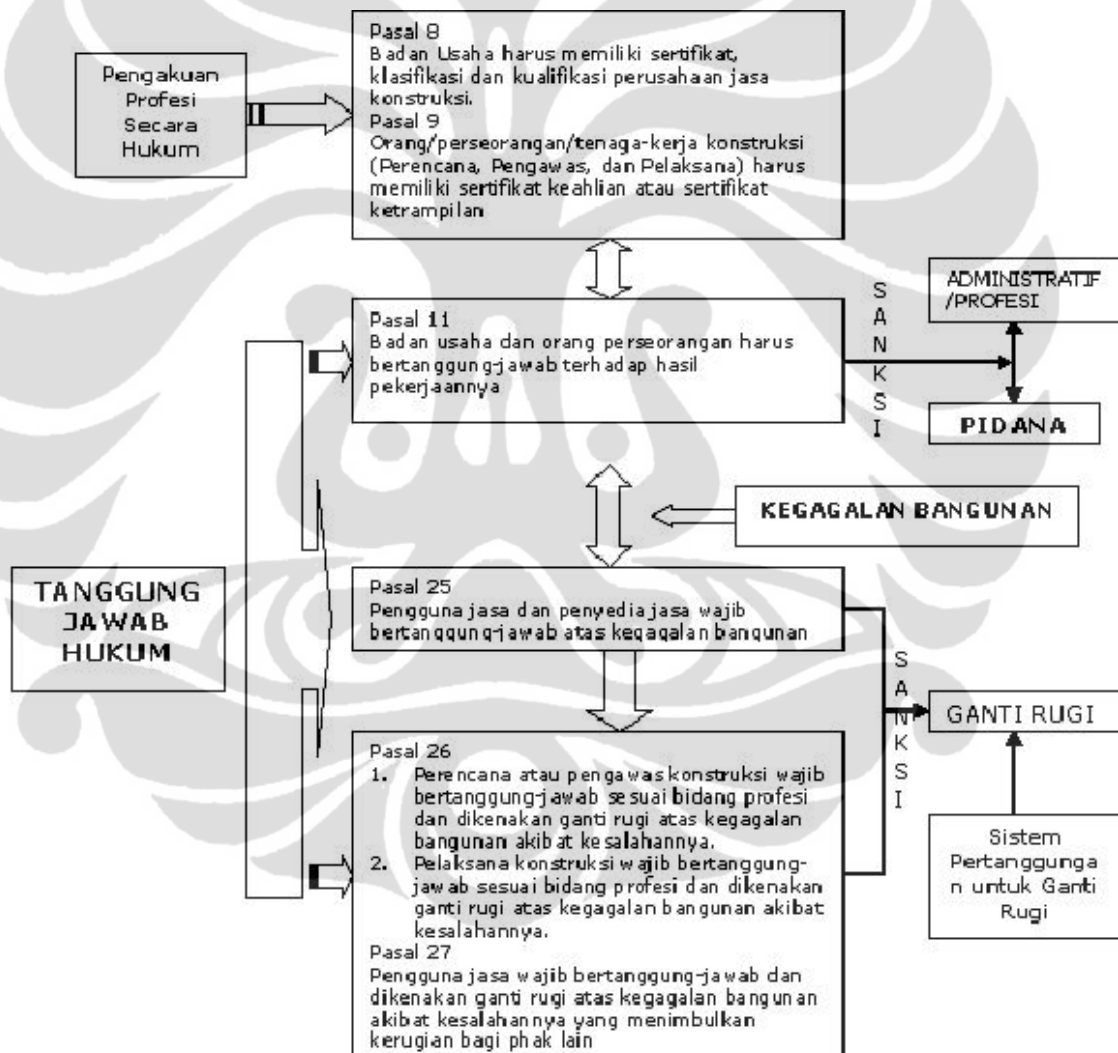 Pengakuan
Profesi
Secara
Hukum
Pasal 8
Badan Usaha harus memiliki sertifikat,
klasifikasi dan kualifikasi perusahaan jasa
konstruksi.
Pasal 9
Orang/perseorangan/tenaga-kerja konstruksi
(Perencana, Pengawas, dan Pelaksana) harus
memiliki sertifikat keahlian atau sertifikat
ketrampilan
Pasal 11
Badan usaha dan orang perseorangan harus
bertanggung-jawab terhadap hasil
pekerjaannya
S
A
N
K
S
I
ADMINISTRATIF
/PROFESI
PIDANA
KEGAGALAN BANGUNAN
TANGGUNG
JAWAB
HUKUM
Pasal 25
Pengguna jasa dan penyedia jasa wajib
bertanggung-jawab atas kegagalan bangunan
Pasal 26
1. Perencana atau pengawas konstruksi wajib
bertanggung-jawab sesuai bidang profesi
dan dikenakan ganti rugi atas kegagalan
bangunan akibat kesalahannya.
2. Pelaksana konstruksi wajib bertanggung-
jawab sesuai bidang profesi dan dikenakan
ganti rugi atas kegagalan bangunan akibat
kesalahannya.
Pasal 27
Pengguna jasa wajib bertanggung-jawab dan
dikenakan ganti rugi atas kegagalan bangunan
akibat kesalahannya yang menimbulkan
kerugian bagi phak lain
S
A
N
K
S
I
GANTI RUGI
Sistem
Pertanggunga
n untuk Ganti
Rugi